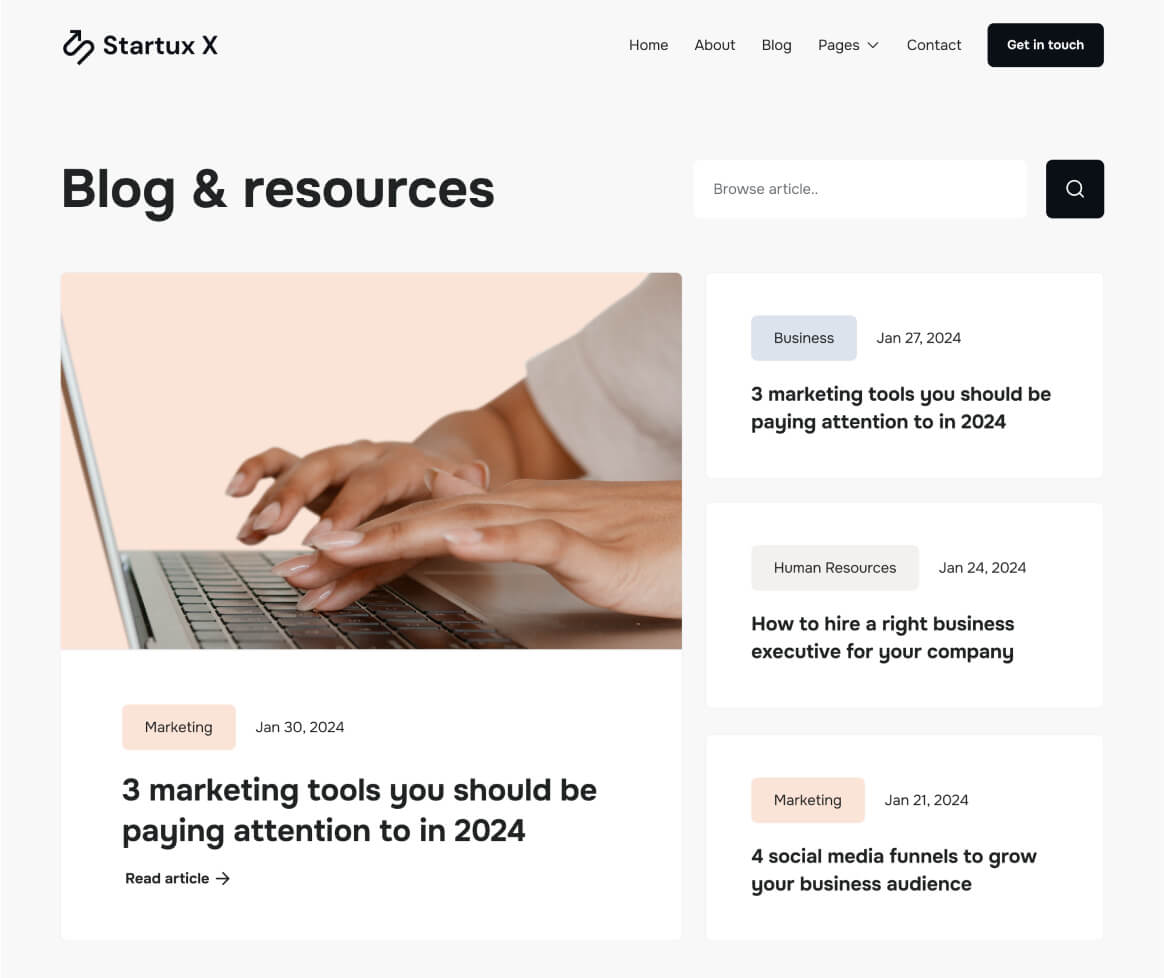 Startux X
Home
About
Blog
Pages
Contact
Get in touch
Blog & resources
Browse article..
Marketing
Jan 30, 2024
3 marketing tools you should be
paying attention to in 2024
Read article
Business
Jan 27, 2024
3 marketing tools you should be
paying attention to in 2024
Human Resources
Jan 24, 2024
How to hire a right business
executive for your company
Marketing
Jan 21, 2024
4 social media funnels to grow
your business audience